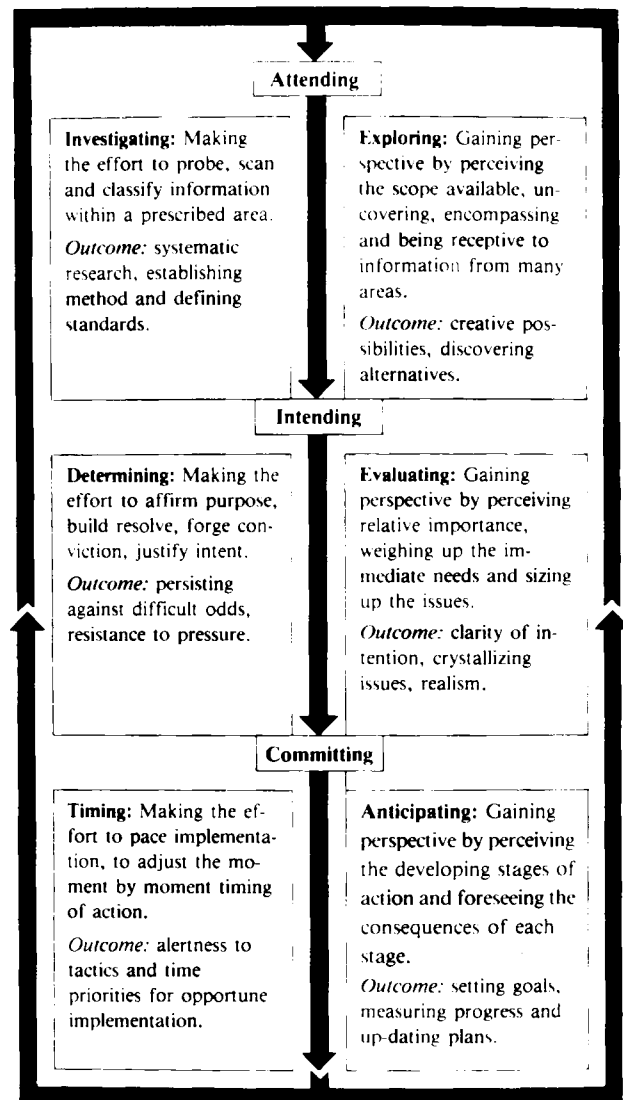 Attending
Investigating: Making
the effort to probe, scan
and classify information
within a prescribed area.
Outcome: systematic
research, establishing
method and defining
standards.
Exploring: Gaining per-
spective by perceiving
the scope available, un-
covering, encompassing
and being receptive to
information from many
areas.
Outcome: creative pos-
sibilities, discovering
alternatives.
Intending
Determining: Making the
effort to affirm purpose,
build resolve, forge con-
viction, justify intent.
Outcome: persisting
against difficult odds,
resistance to pressure.
Evaluating: Gaining
perspective by perceiving
relative importance,
weighing up the im-
mediate needs and sizing
up the issues.
Outcome: clarity of in-
tention, crystallizing
issues, realism.
Committing
Timing: Making the ef-
fort to pace implementa-
tion, to adjust the mo-
ment by moment timing
of action.
Outcome: alertness to
tactics and time
priorities for opportune
implementation.
Anticipating: Gaining
perspective by perceiving
the developing stages of
action and foreseeing the
consequences of each
stage.
Outcome: setting goals,
measuring progress and
up-dating plans.